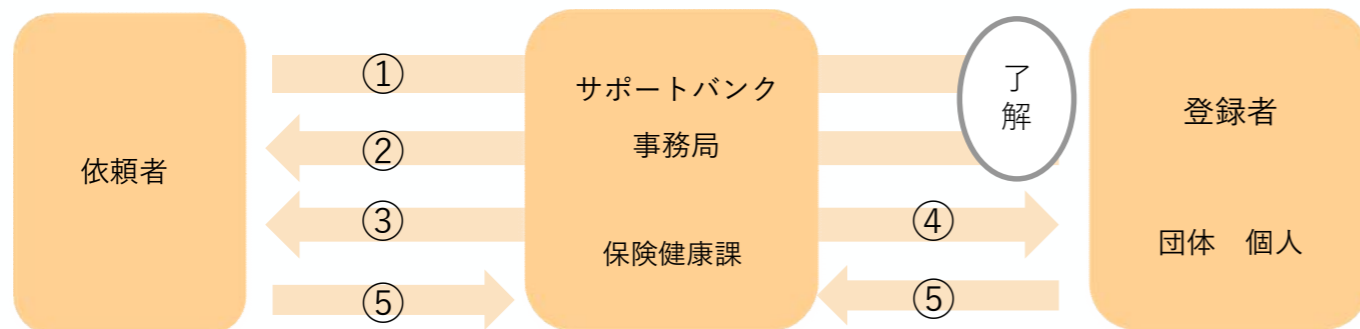 依頼者
①
②
③
⑤
サポートバンク
事務局
保険健康課
④
⑤
了
解
登録者
団体　個人